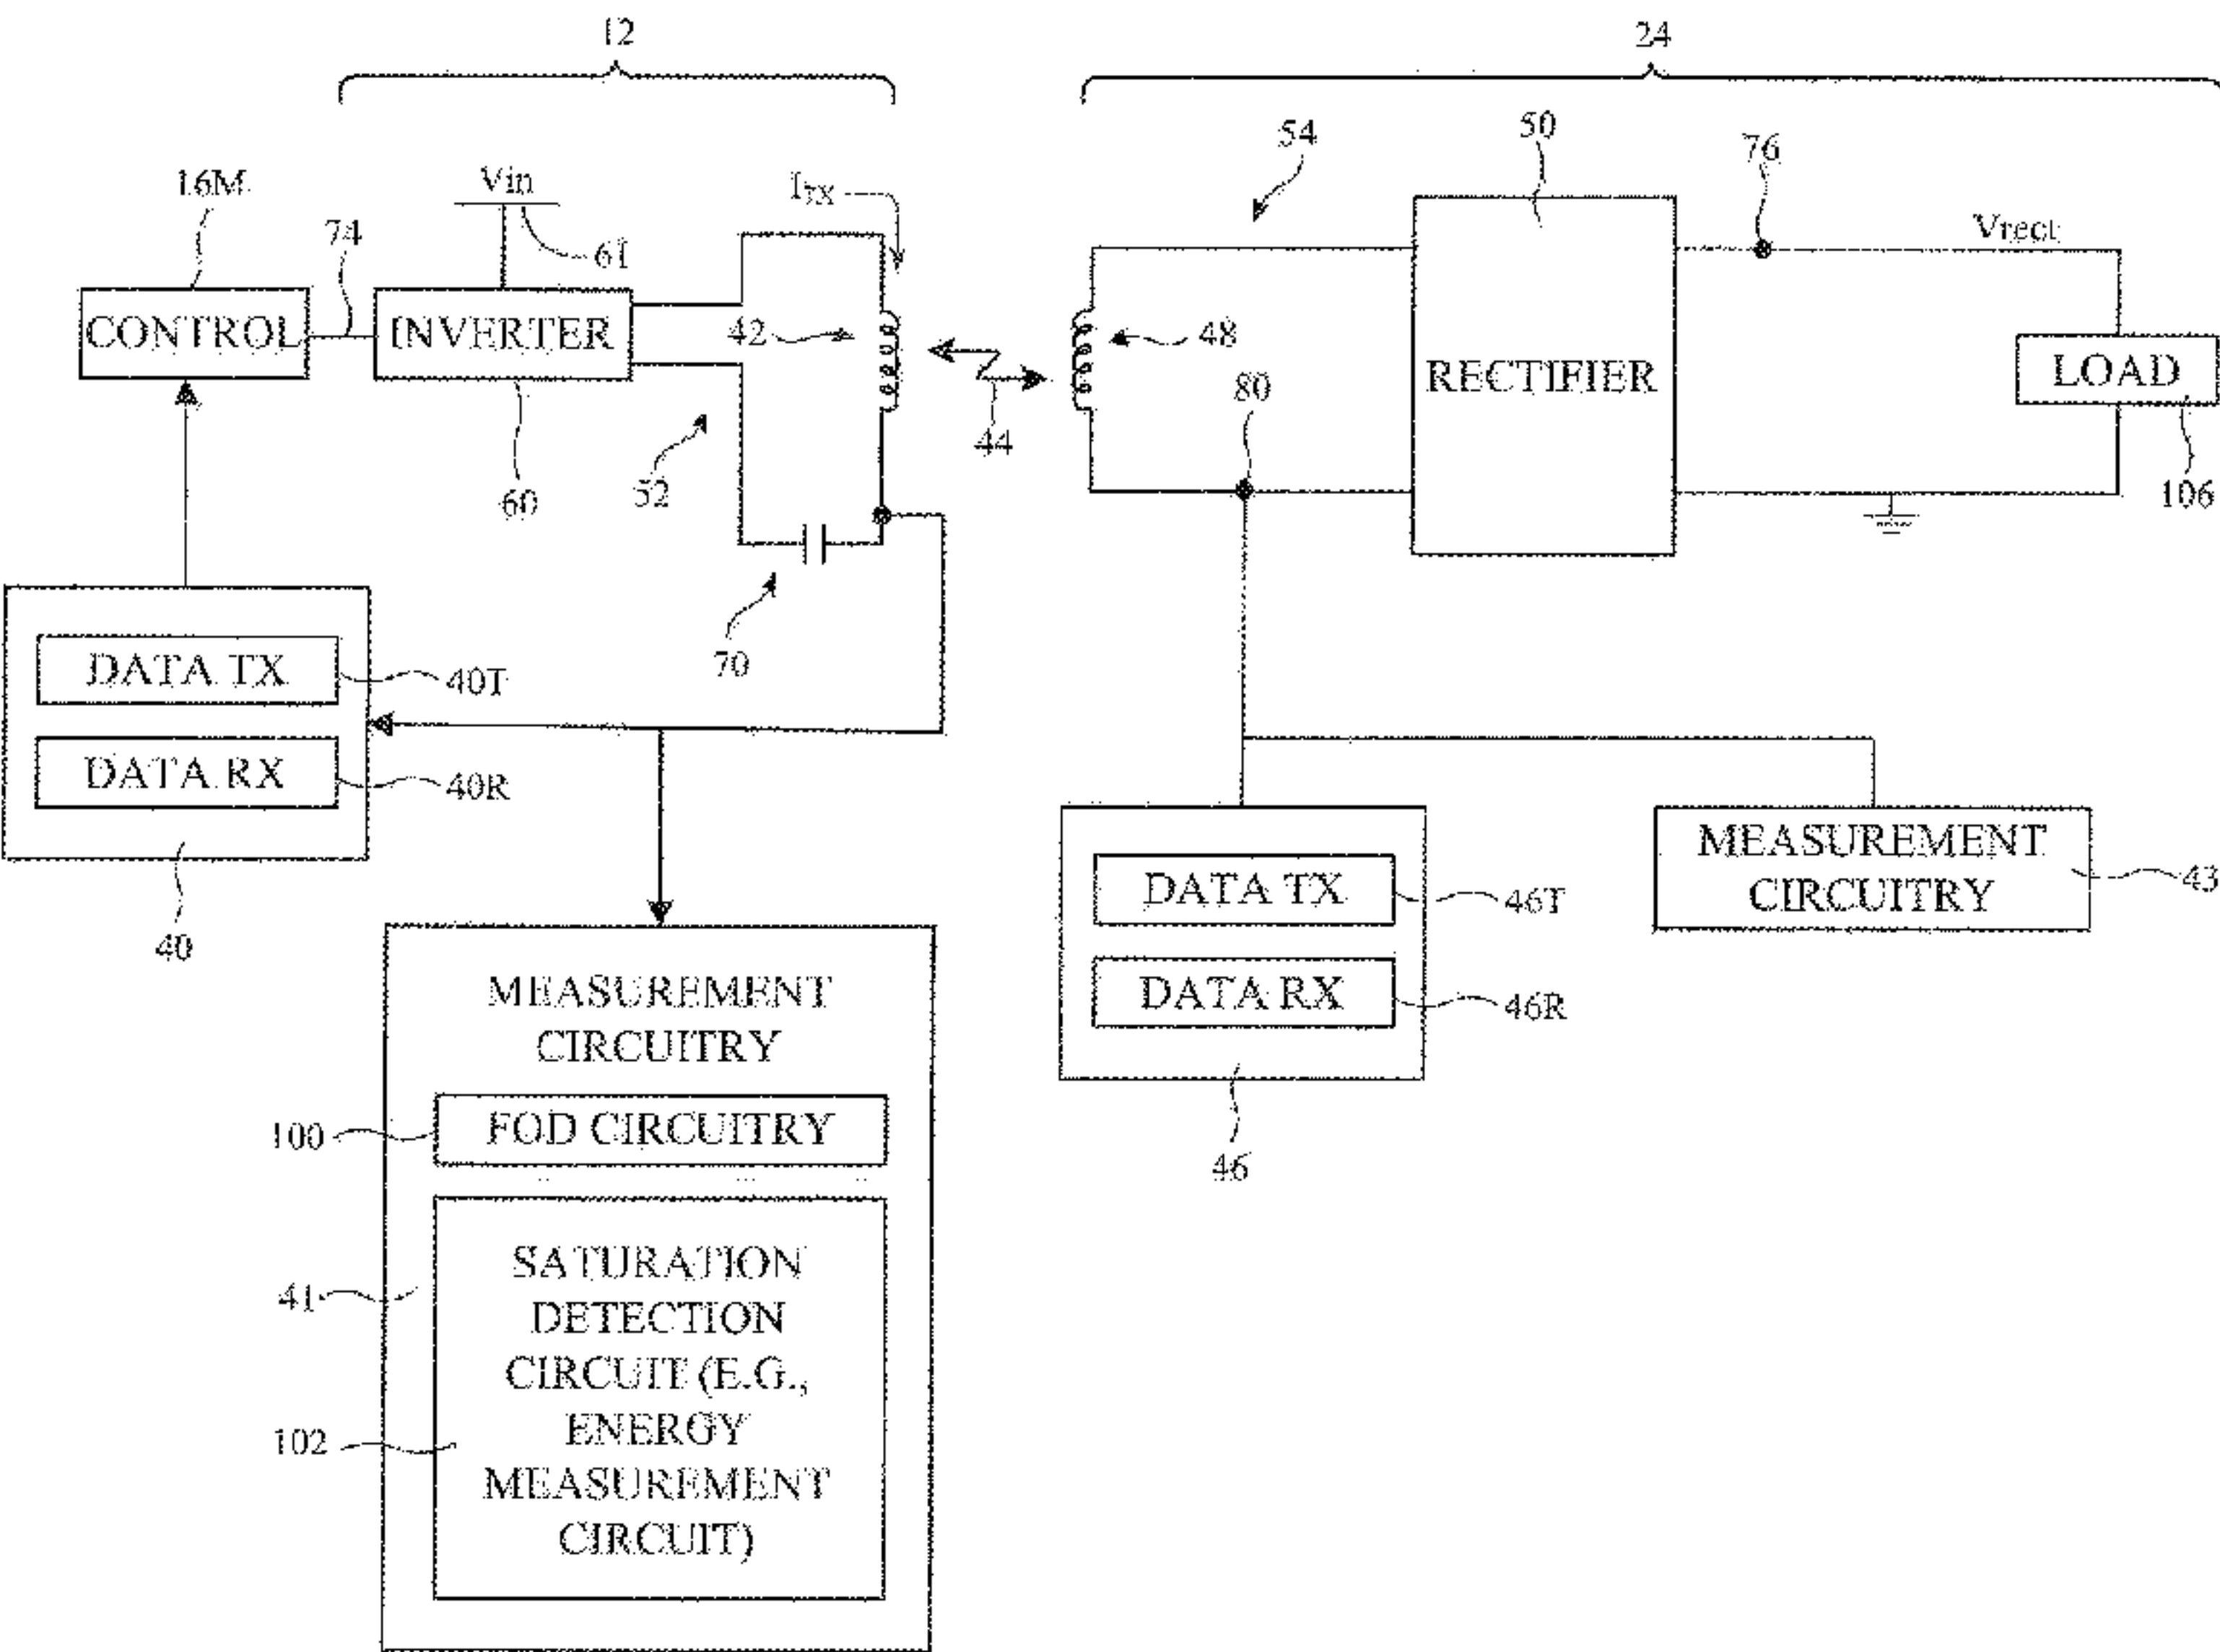 12
24
16M
Vin
I_TX
54
50
76
74
61
Vrect
CONTROL
INVERTER
42
48
RECTIFIER
LOAD
44
80
52
60
106
70
DATA TX
40T
DATA RX
40R
40
MEASUREMENT
CIRCUITRY
43
DATA TX
46T
DATA RX
46R
46
MEASUREMENT
CIRCUITRY
100
FOD CIRCUITRY
41
SATURATION
DETECTION
CIRCUIT (E.G.,
ENERGY
102
MEASUREMENT
CIRCUIT)